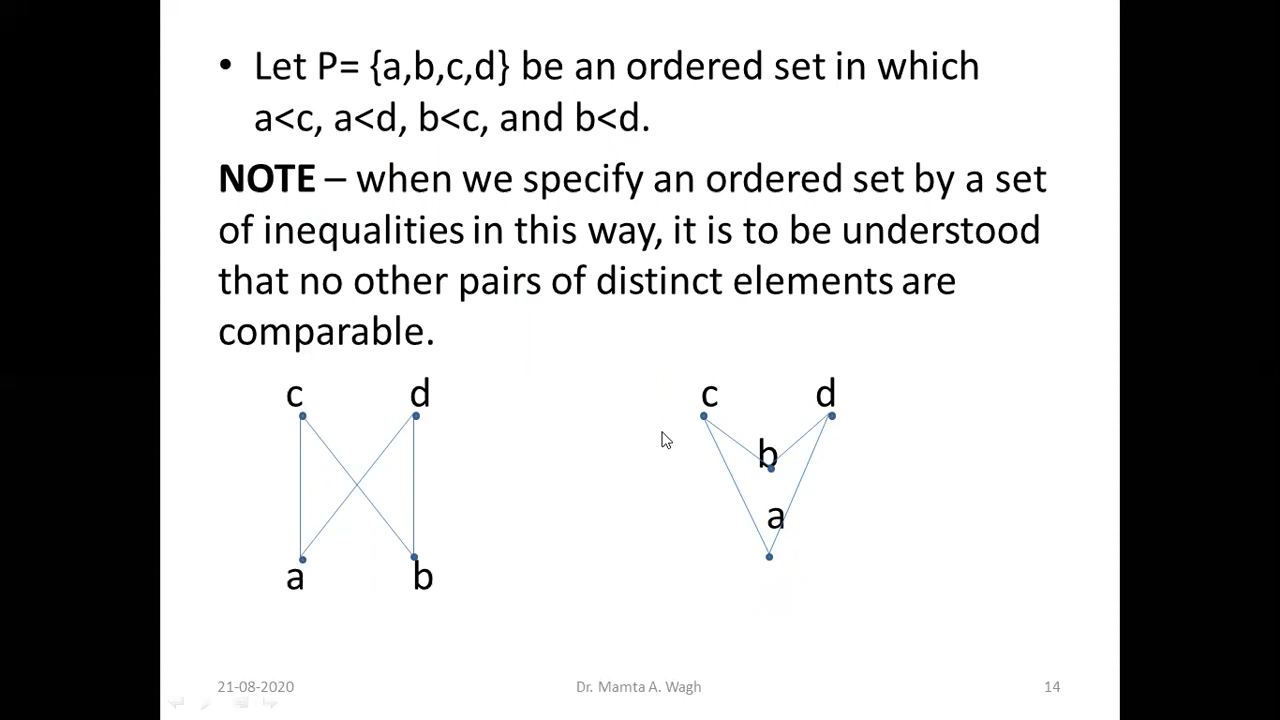 • Let P= {a,b,c,d} be an ordered set in which
a<c, a<d, b<c, and b<d.
NOTE – when we specify an ordered set by a set
of inequalities in this way, it is to be understood
that no other pairs of distinct elements are
comparable.
c d c d
b
a
a b
21-08-2020 Dr. Mamta A. Wagh 14